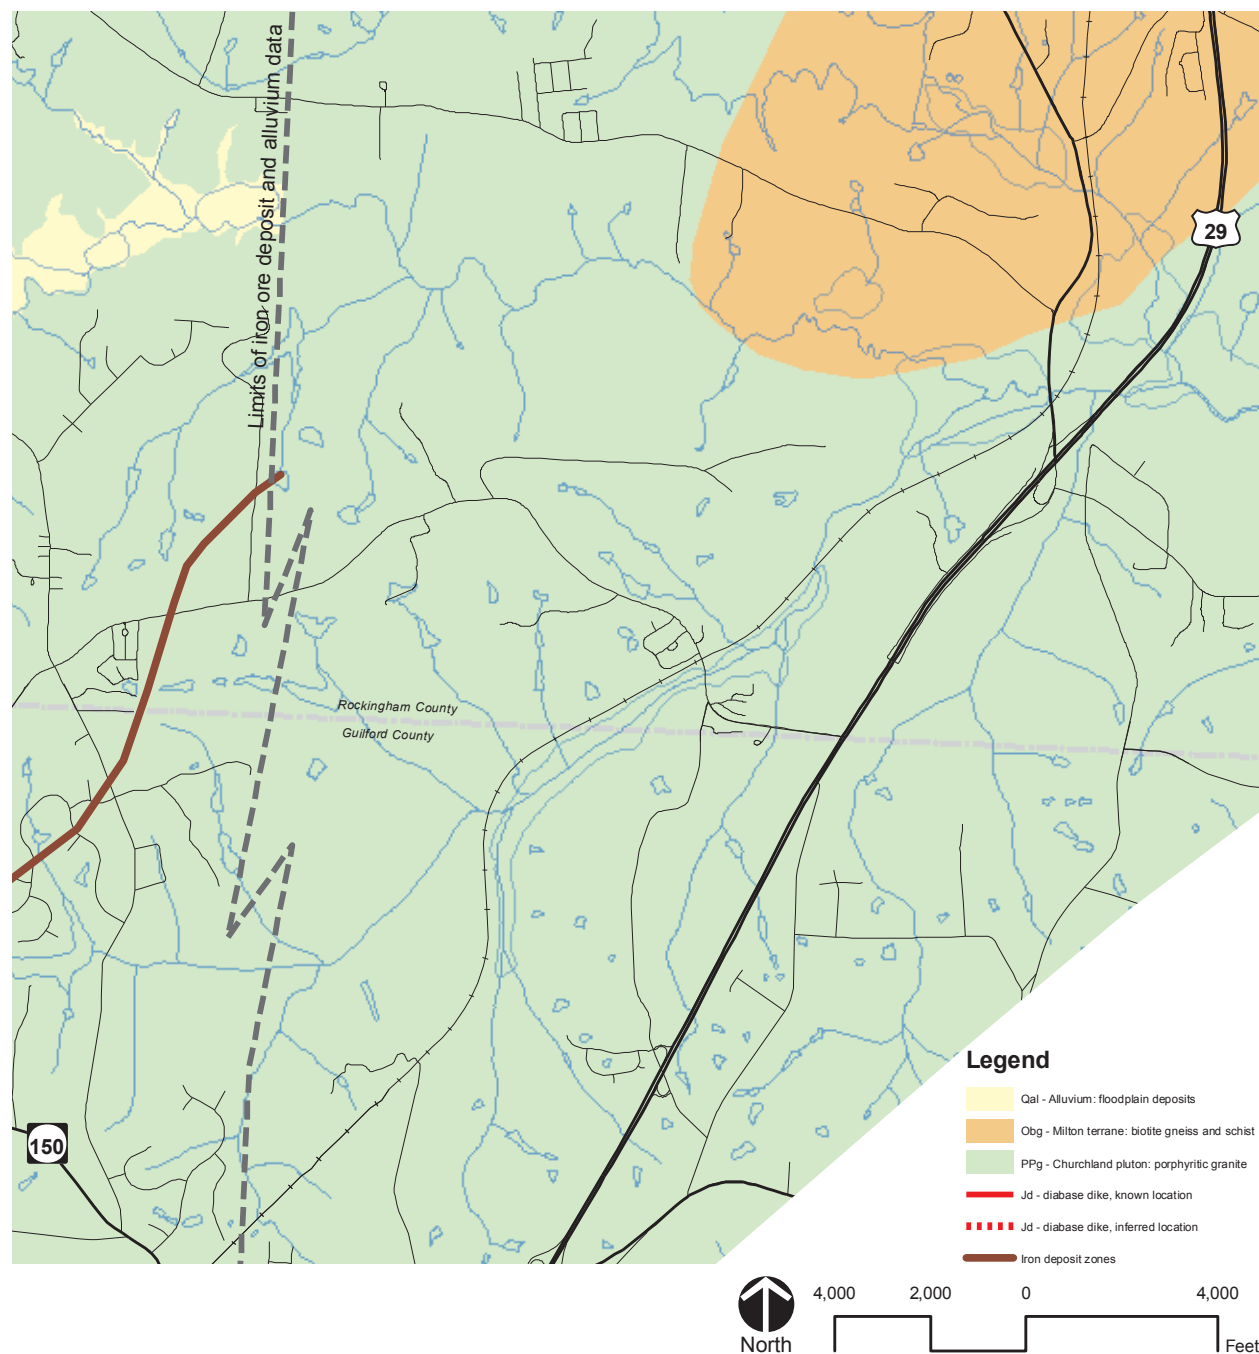 Limits of iron ore deposit and alluvium data
29
Rockingham County
Guilford County
150
Legend
Qal - Alluvium: floodplain deposits
Obg - Milton terrane: biotite gneiss and schist
PPg - Churchland pluton: porphyritic granite
Jd - diabase dike, known location
Jd - diabase dike, inferred location
Iron deposit zones
4,000 2,000 0 4,000
North
Feet